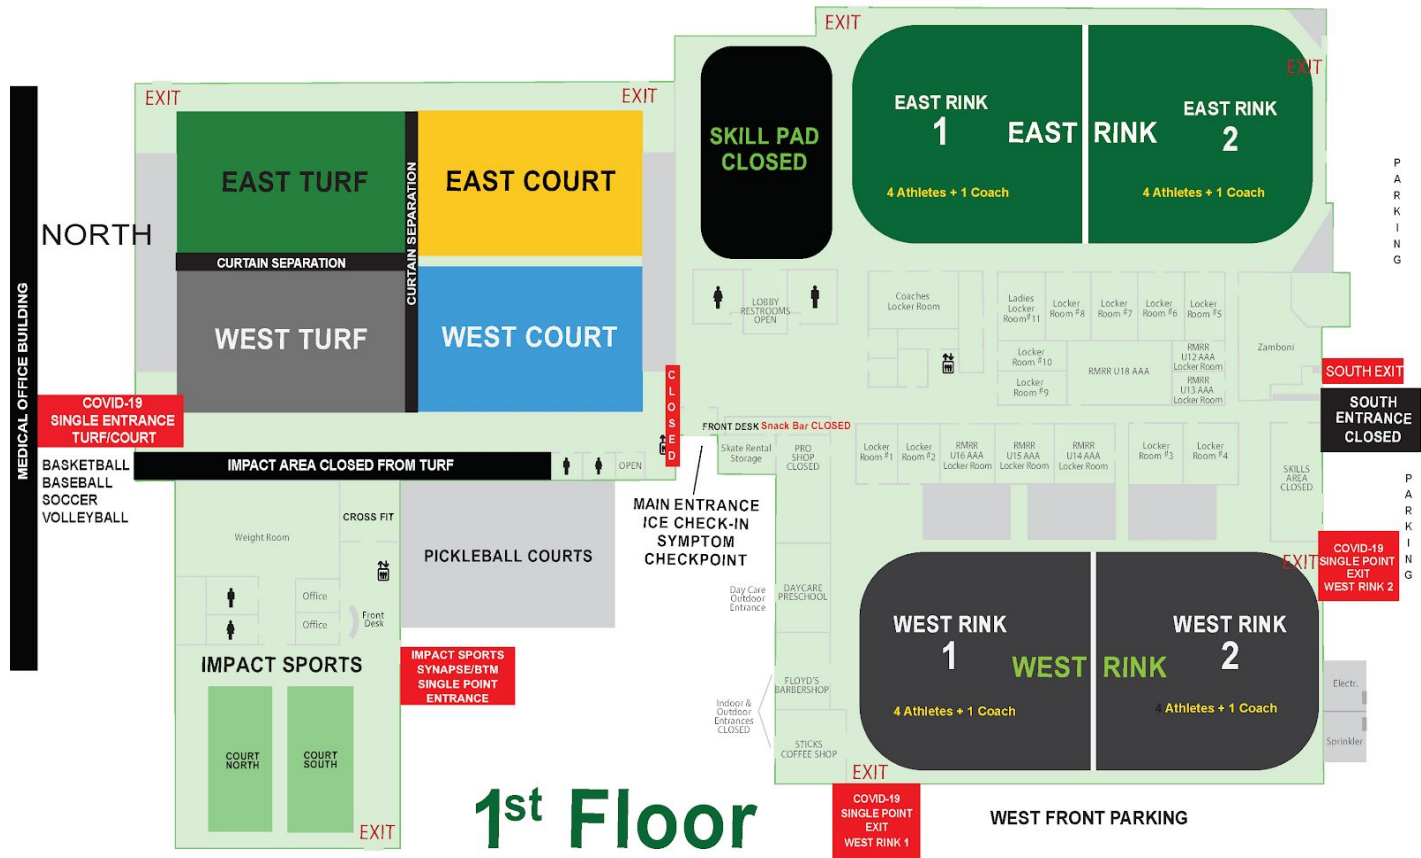 EXIT
EXIT
EXIT
EXIT
MEDICAL OFFICE BUILDING
NORTH
EAST TURF
CURTAIN SEPARATION
EAST COURT
CURTAIN SEPARATION
WEST TURF
WEST COURT
SKILL PAD
CLOSED
EAST RINK
1
EAST RINK
EAST RINK
2
4 Athletes + 1 Coach
4 Athletes + 1 Coach
PARKING
LOBBY
RESTROOMS
OPEN
Coaches
Locker Room
Ladies
Locker
Room#11
Locker
Room #8
Locker
Room #7
Locker
Room #6
Locker
Room #5
Locker
Room #10
Locker
Room #9
RMRR U18 AAA
RMRR
U12 AAA
Locker Room
RMRR
U13 AAA
Locker Room
Zamboni
SOUTH EXIT
SOUTH
ENTRANCE
CLOSED
COVID-19
SINGLE ENTRANCE
TURF/COURT
CLOSED
FRONT DESK Snack Bar CLOSED
Skate Rental
Storage
PRO
SHOP
CLOSED
Locker
Room #1
Locker
Room #2
RMRR
U16 AAA
Locker Room
RMRR
U15 AAA
Locker Room
RMRR
U14 AAA
Locker Room
Locker
Room #3
Locker
Room #4
SKILLS
AREA
CLOSED
PARKING
BASKETBALL
BASEBALL
SOCCER
VOLLEYBALL
IMPACT AREA CLOSED FROM TURF
OPEN
MAIN ENTRANCE
ICE CHECK-IN
SYMPTOM
CHECKPOINT
Weight Room
CROSS FIT
PICKLEBALL COURTS
Office
Office
Front
Desk
Day Care
Outdoor
Entrance
DAYCARE
PRESCHOOL
EXIT
COVID-19
SINGLE POINT
EXIT
WEST RINK 2
WEST RINK
1
WEST RINK
WEST RINK
2
4 Athletes + 1 Coach
4 Athletes + 1 Coach
IMPACT SPORTS
IMPACT SPORTS
SYNAPSE/BTM
SINGLE POINT
ENTRANCE
FLOYD'S
BARBERSHOP
Indoor &
Outdoor
Entrances
CLOSED
STICKS
COFFEE SHOP
Electr.
Sprinkler
COURT
NORTH
COURT
SOUTH
EXIT
EXIT
COVID-19
SINGLE POINT
EXIT
WEST RINK 1
1st Floor
WEST FRONT PARKING